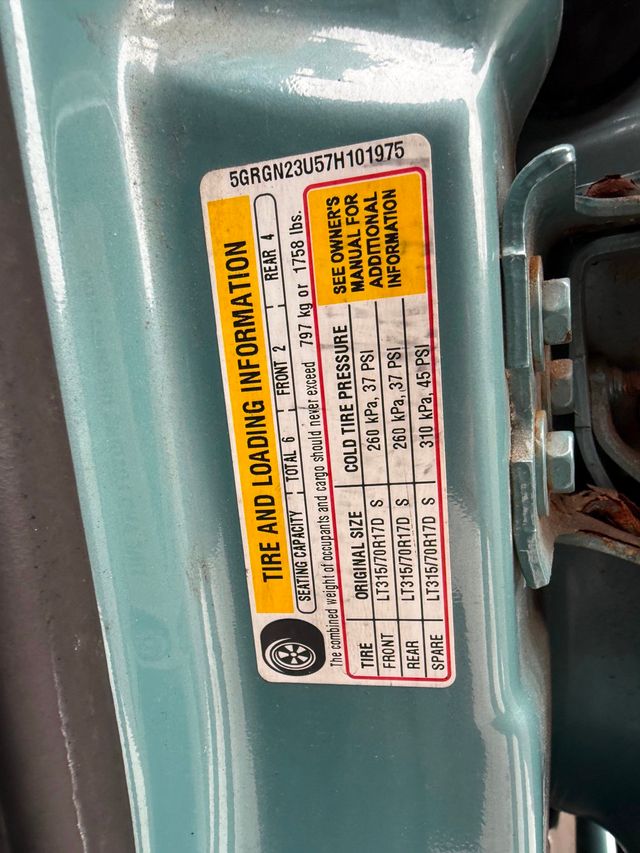 5GRGN23U57H101975
TIRE AND LOADING INFORMATION
SEATING CAPACITY TOTAL 6 FRONT 2 REAR 4
The combined weight of occupants and cargo should never exceed 797 kg or 1758 lbs.
TIRE ORIGINAL SIZE COLD TIRE PRESSURE
FRONT LT315/70R17D S 260 kPa, 37 PSI
REAR LT315/70R17D S 260 kPa, 37 PSI
SPARE LT315/70R17D S 310 kPa, 45 PSI
SEE OWNER'S
MANUAL FOR
ADDITIONAL
INFORMATION